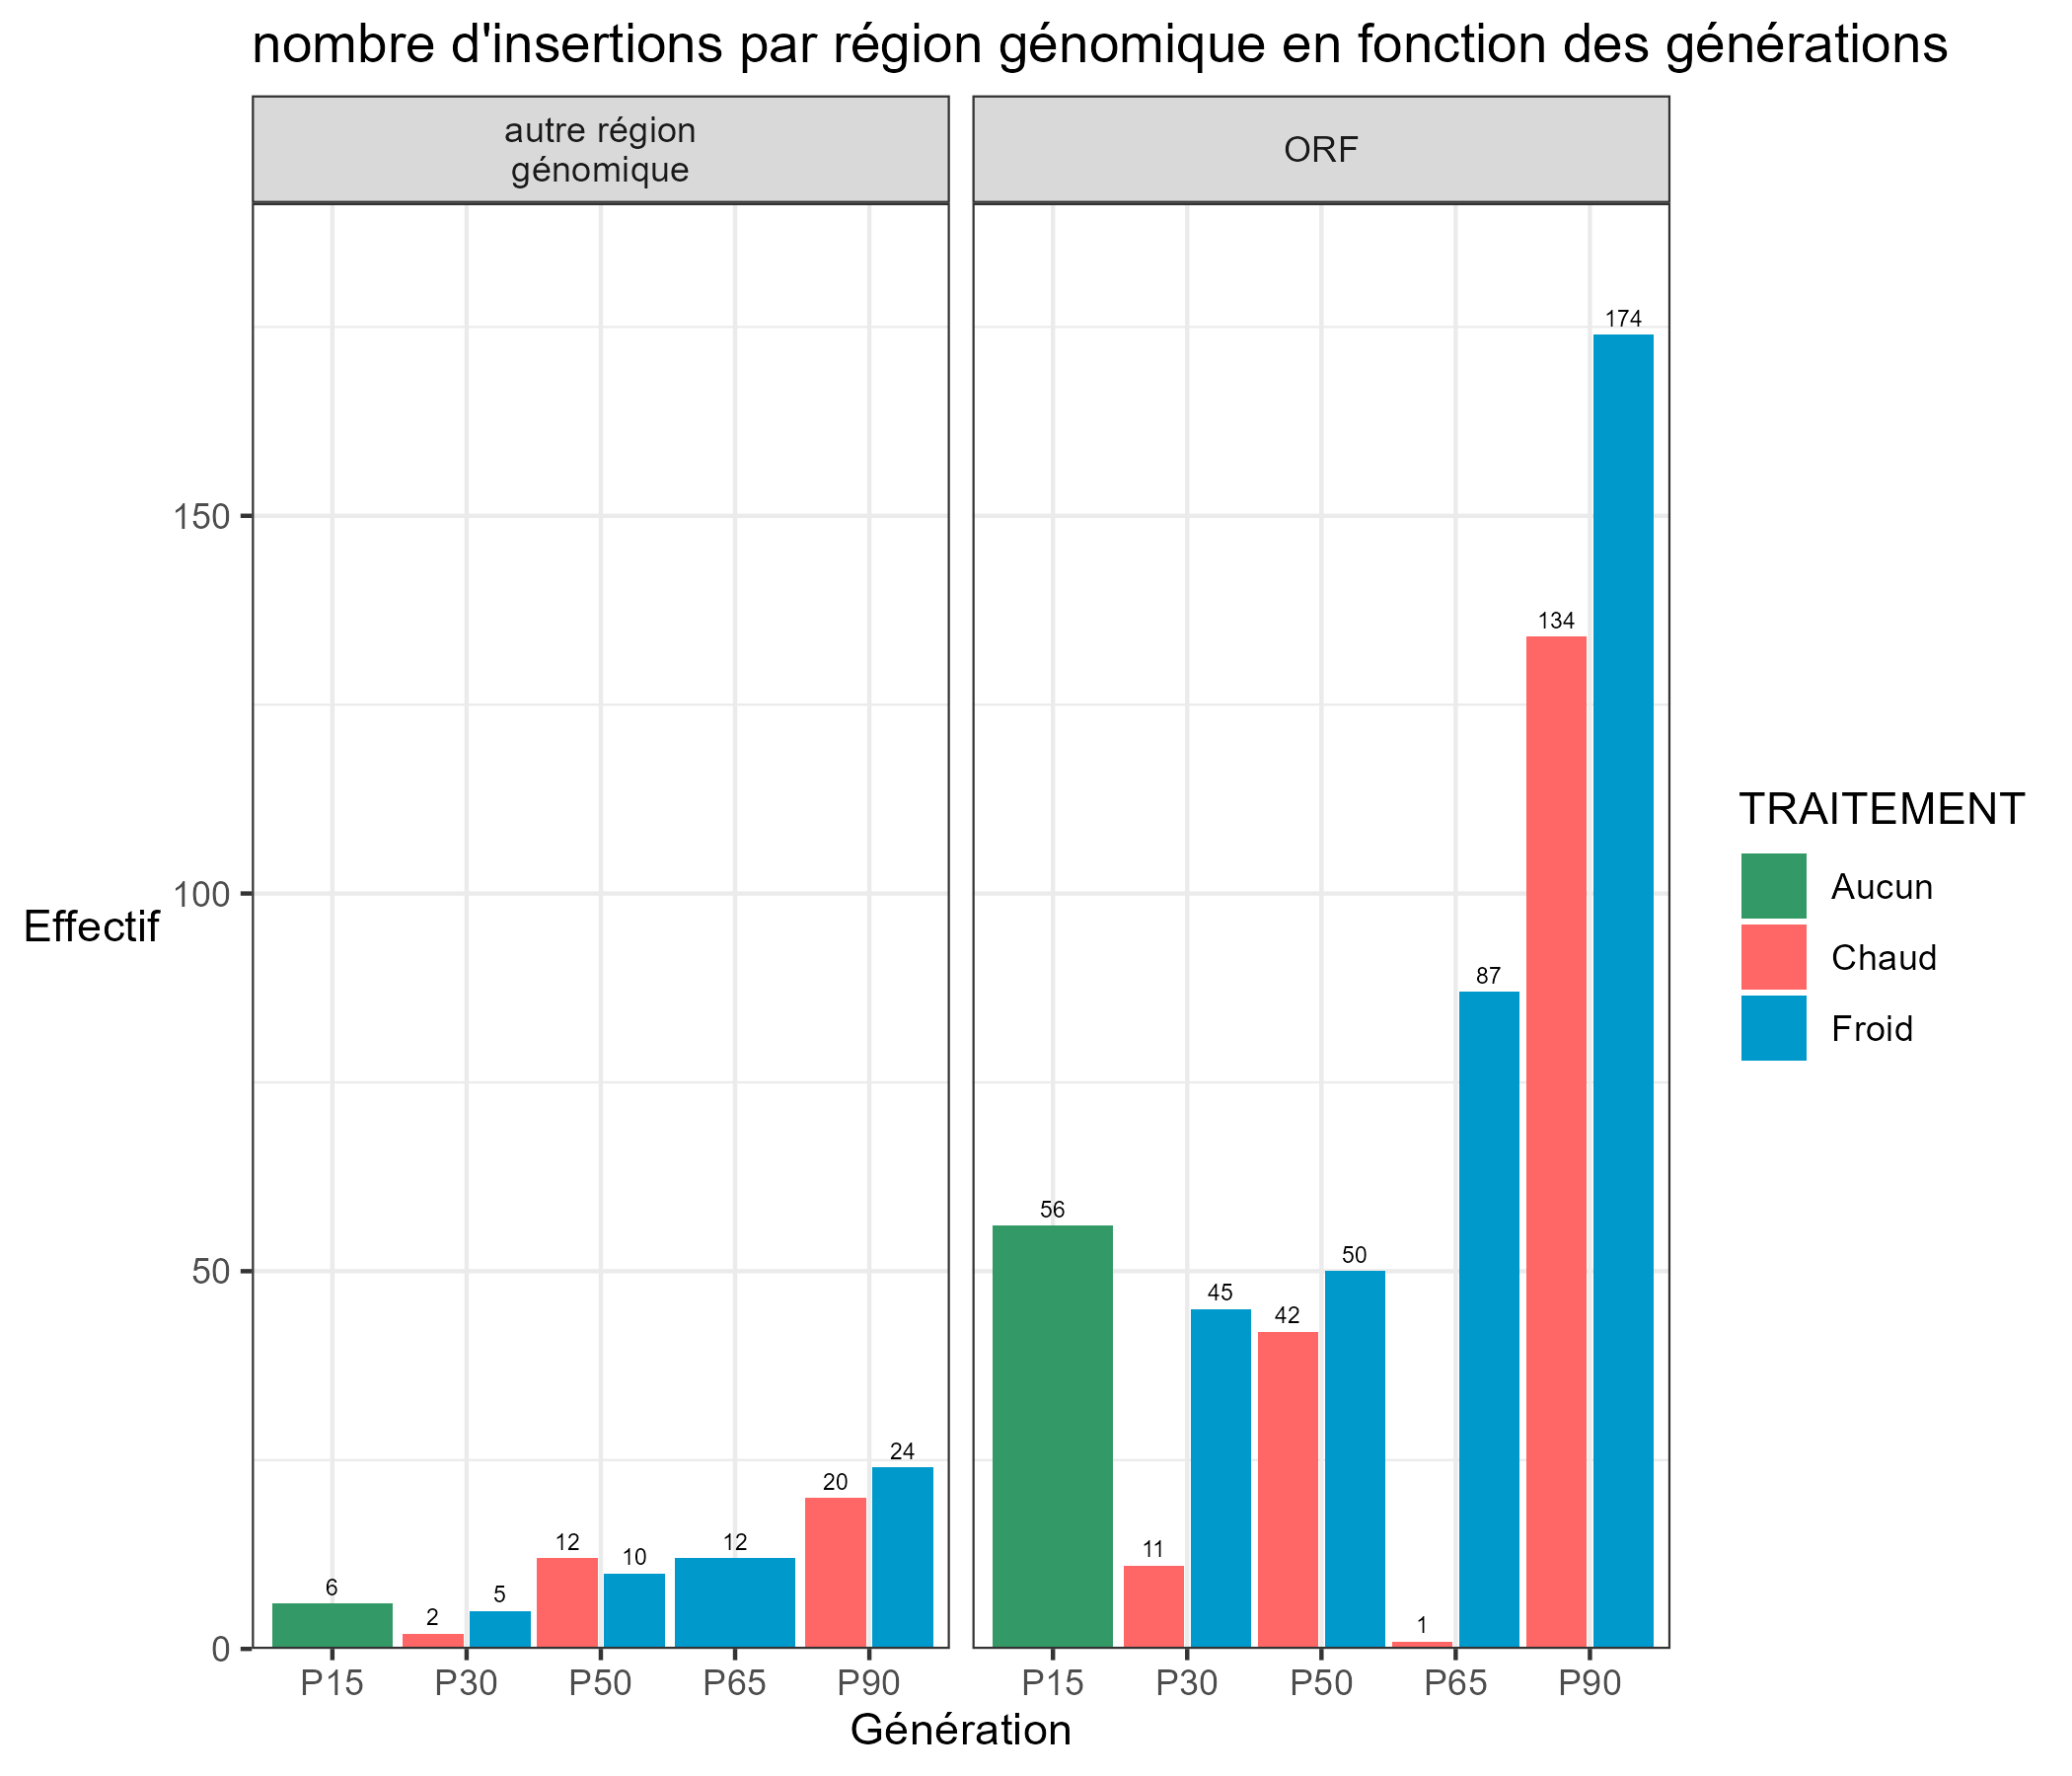 nombre d'insertions par région génomique en fonction des générations
autre région
génomique
ORF
Effectif
150
100
50
0
6
2
5
12
10
12
20
24
56
11
45
42
50
1
87
134
174
P15
P30
P50
P65
P90
P15
P30
P50
P65
P90
Génération
TRAITEMENT
Aucun
Chaud
Froid